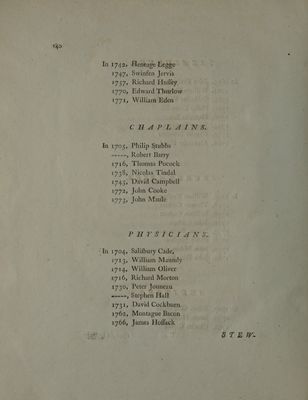 140
In 1742, Heneage Legge
1747, Swinfen Jervis
1757, Richard Hussey
1770, Edward Thurlow
1771, William Eden
CHAPLAINS.
In 1705, Philip Stubbs
-----, Robert Barry
1716, Thomas Pocock
1738, Nicolas Tindal
1745, David Campbell
1772, John Cooke
1773, John Maule
PHYSICIANS.
In 1704, Salisbury Cade,
1713, William Maundy
1714, William Oliver
1716, Richard Morton
1730, Peter Jouneau
-----, Stephen Hall
1731, David Cockburn
1762, Montague Bacon
1766, James Hossack
STEW-